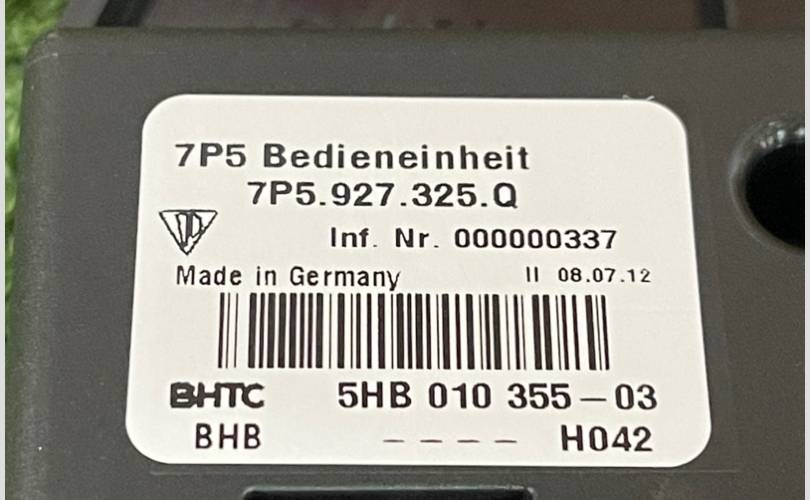 7P5 Bedieneinheit
7P5.927.325.Q
Inf. Nr. 000000337
Made in Germany II 08.07.12
BHTC 5HB 010 355-03
BHB ---- H042